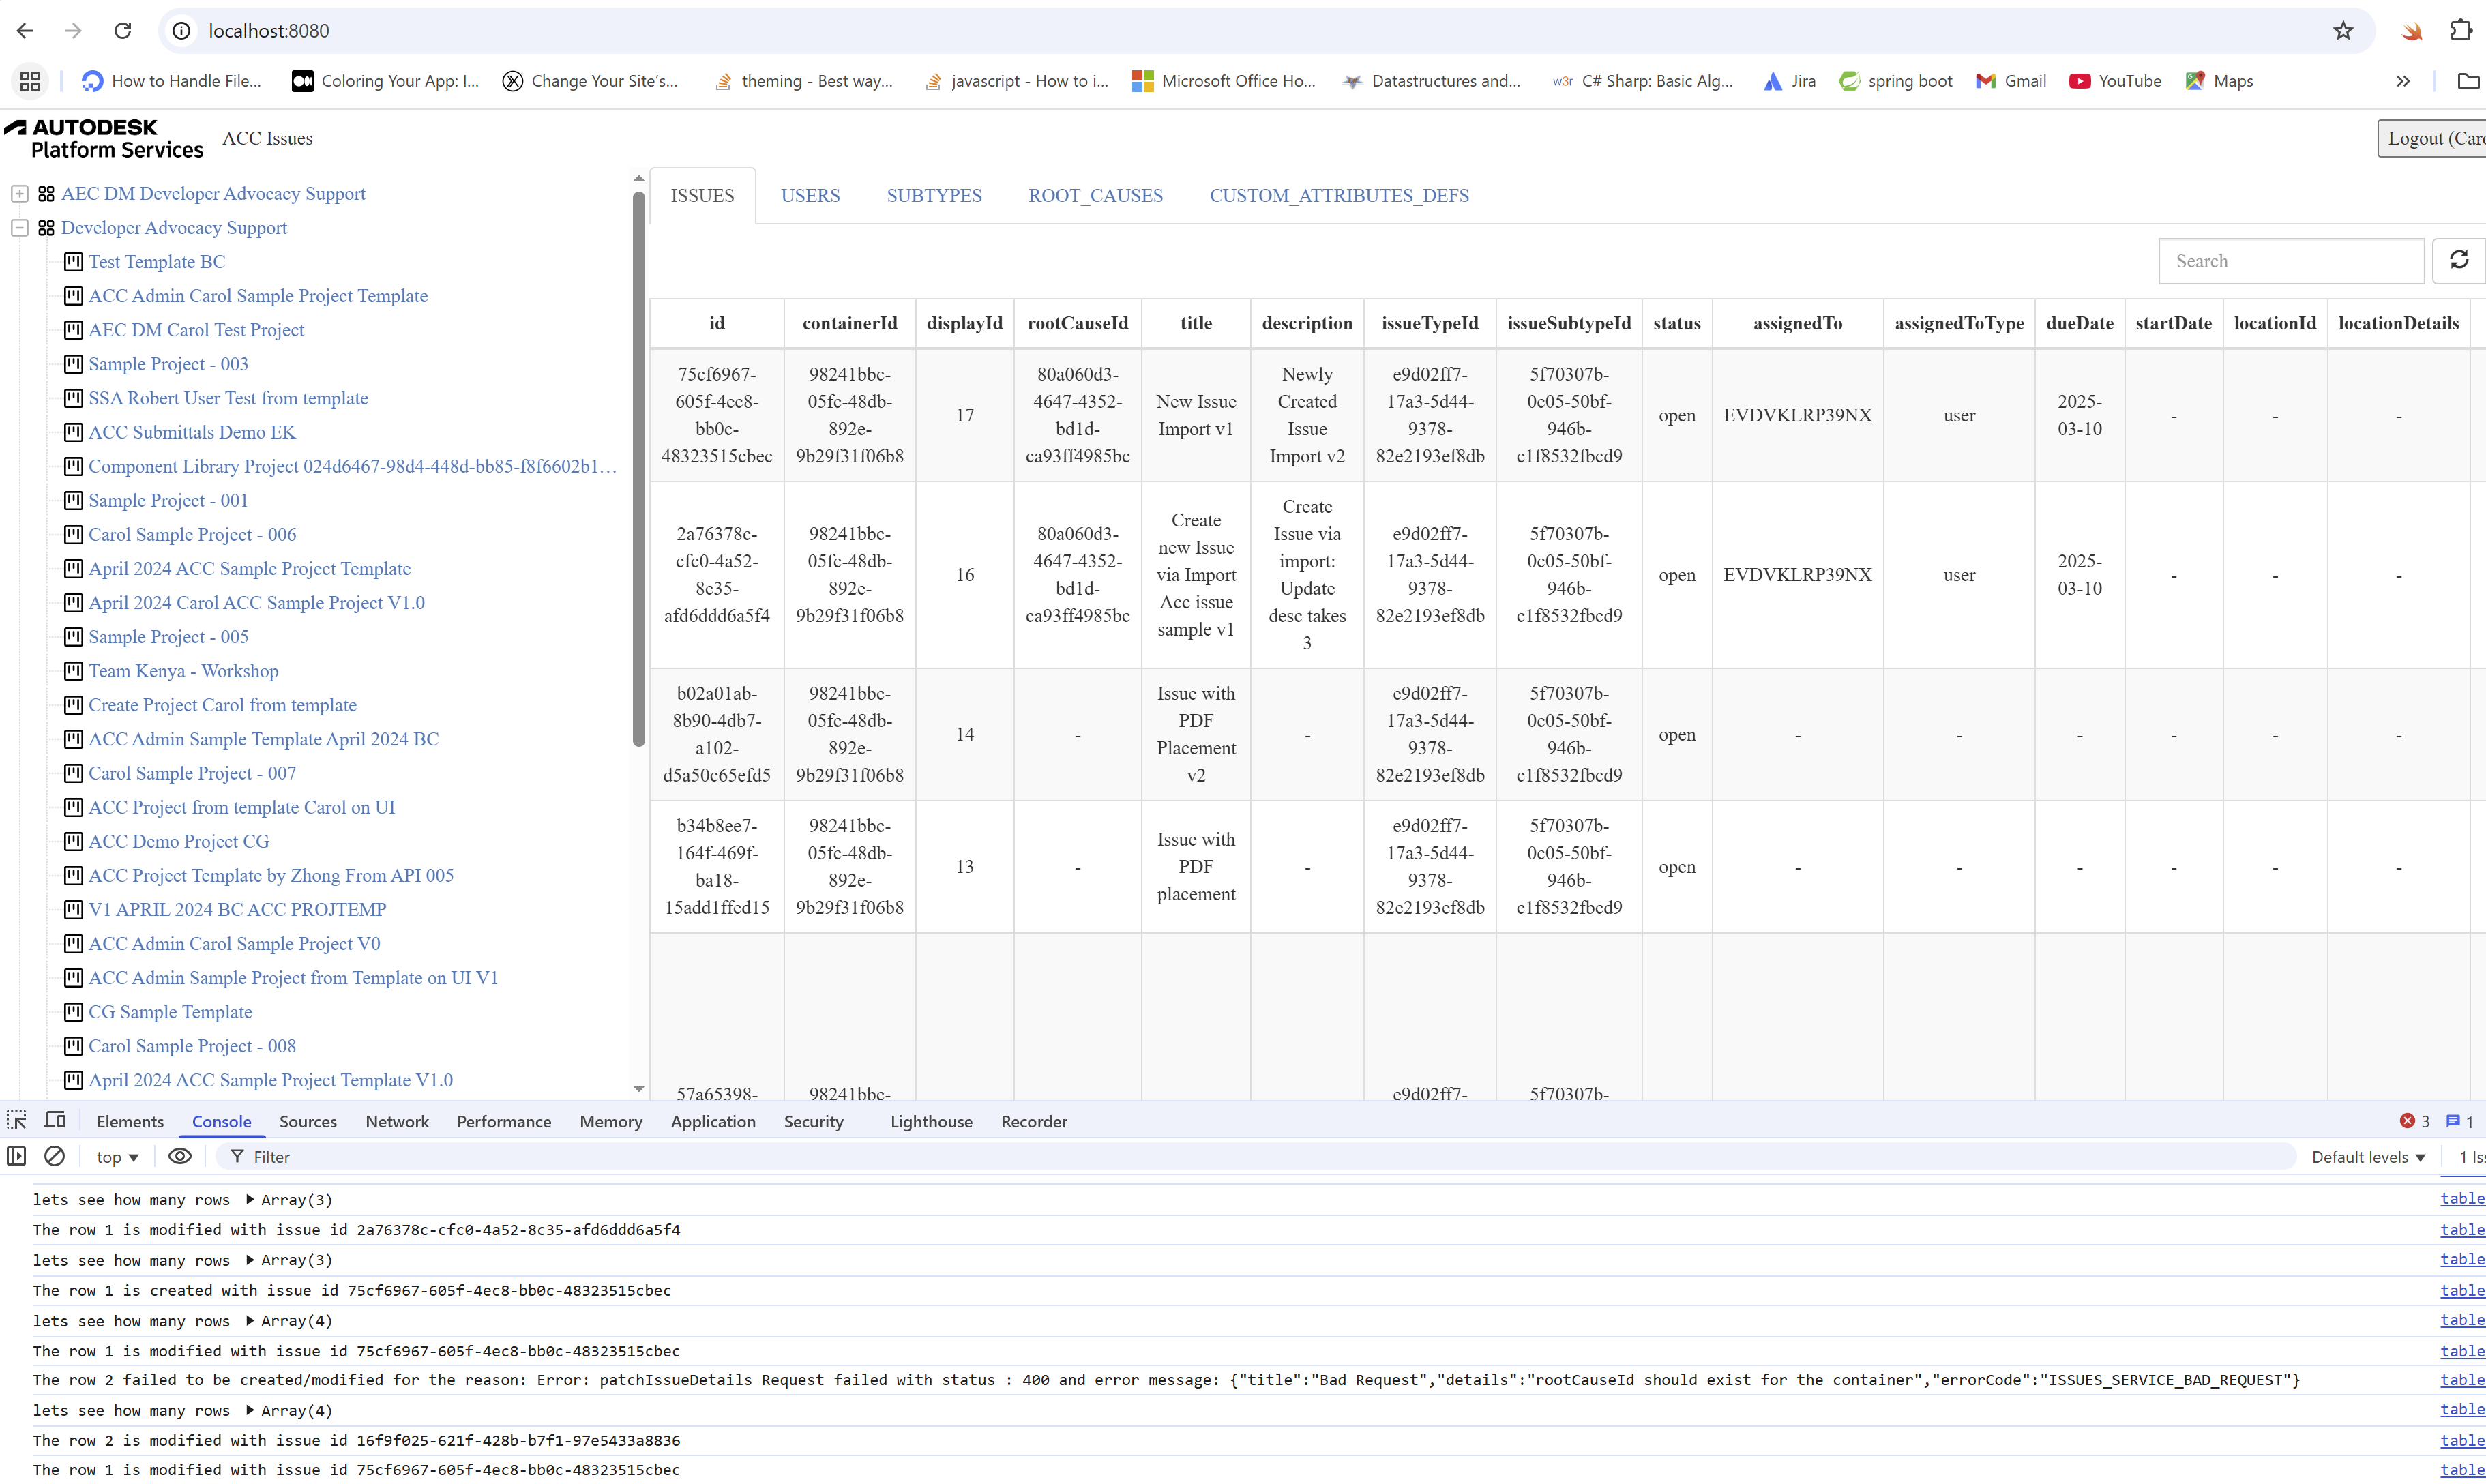 localhost:8080
How to Handle File...
Coloring Your App: I...
Change Your Site's...
theming - Best way...
javascript - How to i...
Microsoft Office Ho...
Datastructures and...
w3r C# Sharp: Basic Alg...
Jira
spring boot
Gmail
YouTube
Maps
AUTODESK
Platform Services
ACC Issues
Logout (Caro
AEC DM Developer Advocacy Support
Developer Advocacy Support
Test Template BC
ACC Admin Carol Sample Project Template
AEC DM Carol Test Project
Sample Project - 003
SSA Robert User Test from template
ACC Submittals Demo EK
Component Library Project 024d6467-98d4-448d-bb85-f8f6602b1...
Sample Project - 001
Carol Sample Project - 006
April 2024 ACC Sample Project Template
April 2024 Carol ACC Sample Project V1.0
Sample Project - 005
Team Kenya - Workshop
Create Project Carol from template
ACC Admin Sample Template April 2024 BC
Carol Sample Project - 007
ACC Project from template Carol on UI
ACC Demo Project CG
ACC Project Template by Zhong From API 005
V1 APRIL 2024 BC ACC PROJTEMP
ACC Admin Carol Sample Project V0
ACC Admin Sample Project from Template on UI V1
CG Sample Template
Carol Sample Project - 008
April 2024 ACC Sample Project Template V1.0
ISSUES USERS SUBTYPES ROOT_CAUSES CUSTOM_ATTRIBUTES_DEFS
Search
id containerId displayId rootCauseId title description issueTypeId issueSubtypeId status assignedTo assignedToType dueDate startDate locationId locationDetails
75cf6967-
605f-4ec8-
bb0c-
48323515cbec
98241bbc-
05fc-48db-
892e-
9b29f31f06b8
17
80a060d3-
4647-4352-
bd1d-
ca93ff4985bc
New Issue
Import v1
Newly
Created
Issue
Import v2
e9d02ff7-
17a3-5d44-
9378-
82e2193ef8db
5f70307b-
0c05-50bf-
946b-
c1f8532fbcd9
open
EVDVKLRP39NX
user
2025-
03-10
-
-
-
2a76378c-
cfc0-4a52-
8c35-
afd6ddd6a5f4
98241bbc-
05fc-48db-
892e-
9b29f31f06b8
16
80a060d3-
4647-4352-
bd1d-
ca93ff4985bc
Create
new Issue
via Import
Acc issue
sample v1
Create
Issue via
import:
Update
desc takes
3
e9d02ff7-
17a3-5d44-
9378-
82e2193ef8db
5f70307b-
0c05-50bf-
946b-
c1f8532fbcd9
open
EVDVKLRP39NX
user
2025-
03-10
-
-
-
b02a01ab-
8b90-4db7-
a102-
d5a50c65efd5
98241bbc-
05fc-48db-
892e-
9b29f31f06b8
14
-
Issue with
PDF
Placement
v2
-
e9d02ff7-
17a3-5d44-
9378-
82e2193ef8db
5f70307b-
0c05-50bf-
946b-
c1f8532fbcd9
open
-
-
-
-
-
-
b34b8ee7-
164f-469f-
ba18-
15add1ffed15
98241bbc-
05fc-48db-
892e-
9b29f31f06b8
13
-
Issue with
PDF
placement
-
e9d02ff7-
17a3-5d44-
9378-
82e2193ef8db
5f70307b-
0c05-50bf-
946b-
c1f8532fbcd9
open
-
-
-
-
-
-
57a65398-
98241bbc-
e9d02ff7-
5f70307b-
Elements Console Sources Network Performance Memory Application Security Lighthouse Recorder 3 1
top Filter Default levels 1 Iss
lets see how many rows Array(3) table
The row 1 is modified with issue id 2a76378c-cfc0-4a52-8c35-afd6ddd6a5f4 table
lets see how many rows Array(3) table
The row 1 is created with issue id 75cf6967-605f-4ec8-bb0c-48323515cbec table
lets see how many rows Array(4) table
The row 1 is modified with issue id 75cf6967-605f-4ec8-bb0c-48323515cbec table
The row 2 failed to be created/modified for the reason: Error: patchIssueDetails Request failed with status : 400 and error message: {"title":"Bad Request","details":"rootCauseId should exist for the container","errorCode":"ISSUES_SERVICE_BAD_REQUEST"} table
lets see how many rows Array(4) table
The row 2 is modified with issue id 16f9f025-621f-428b-b7f1-97e5433a8836 table
The row 1 is modified with issue id 75cf6967-605f-4ec8-bb0c-48323515cbec table